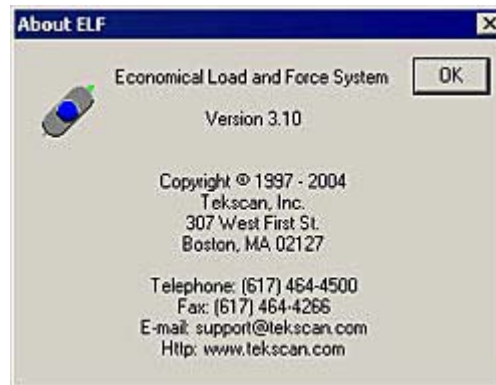 About ELF
Economical Load and Force System
OK
Version 3.10
Copyright © 1997 - 2004
Tekscan, Inc.
307 West First St.
Boston, MA 02127
Telephone: (617) 464-4500
Fax: (617) 464-4266
E-mail: support@tekscan.com
Http: www.tekscan.com